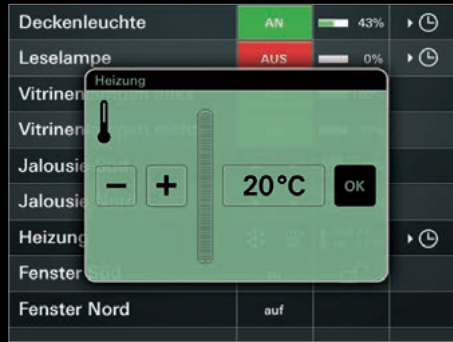 Deckenleuchte AN 43%
Leselampe AUS 0%
Heizung
Vitrinen
Vitrinen
Jalousie
− + 20°C OK
Jalousie
Heizung
Fenster Süd
Fenster Nord auf